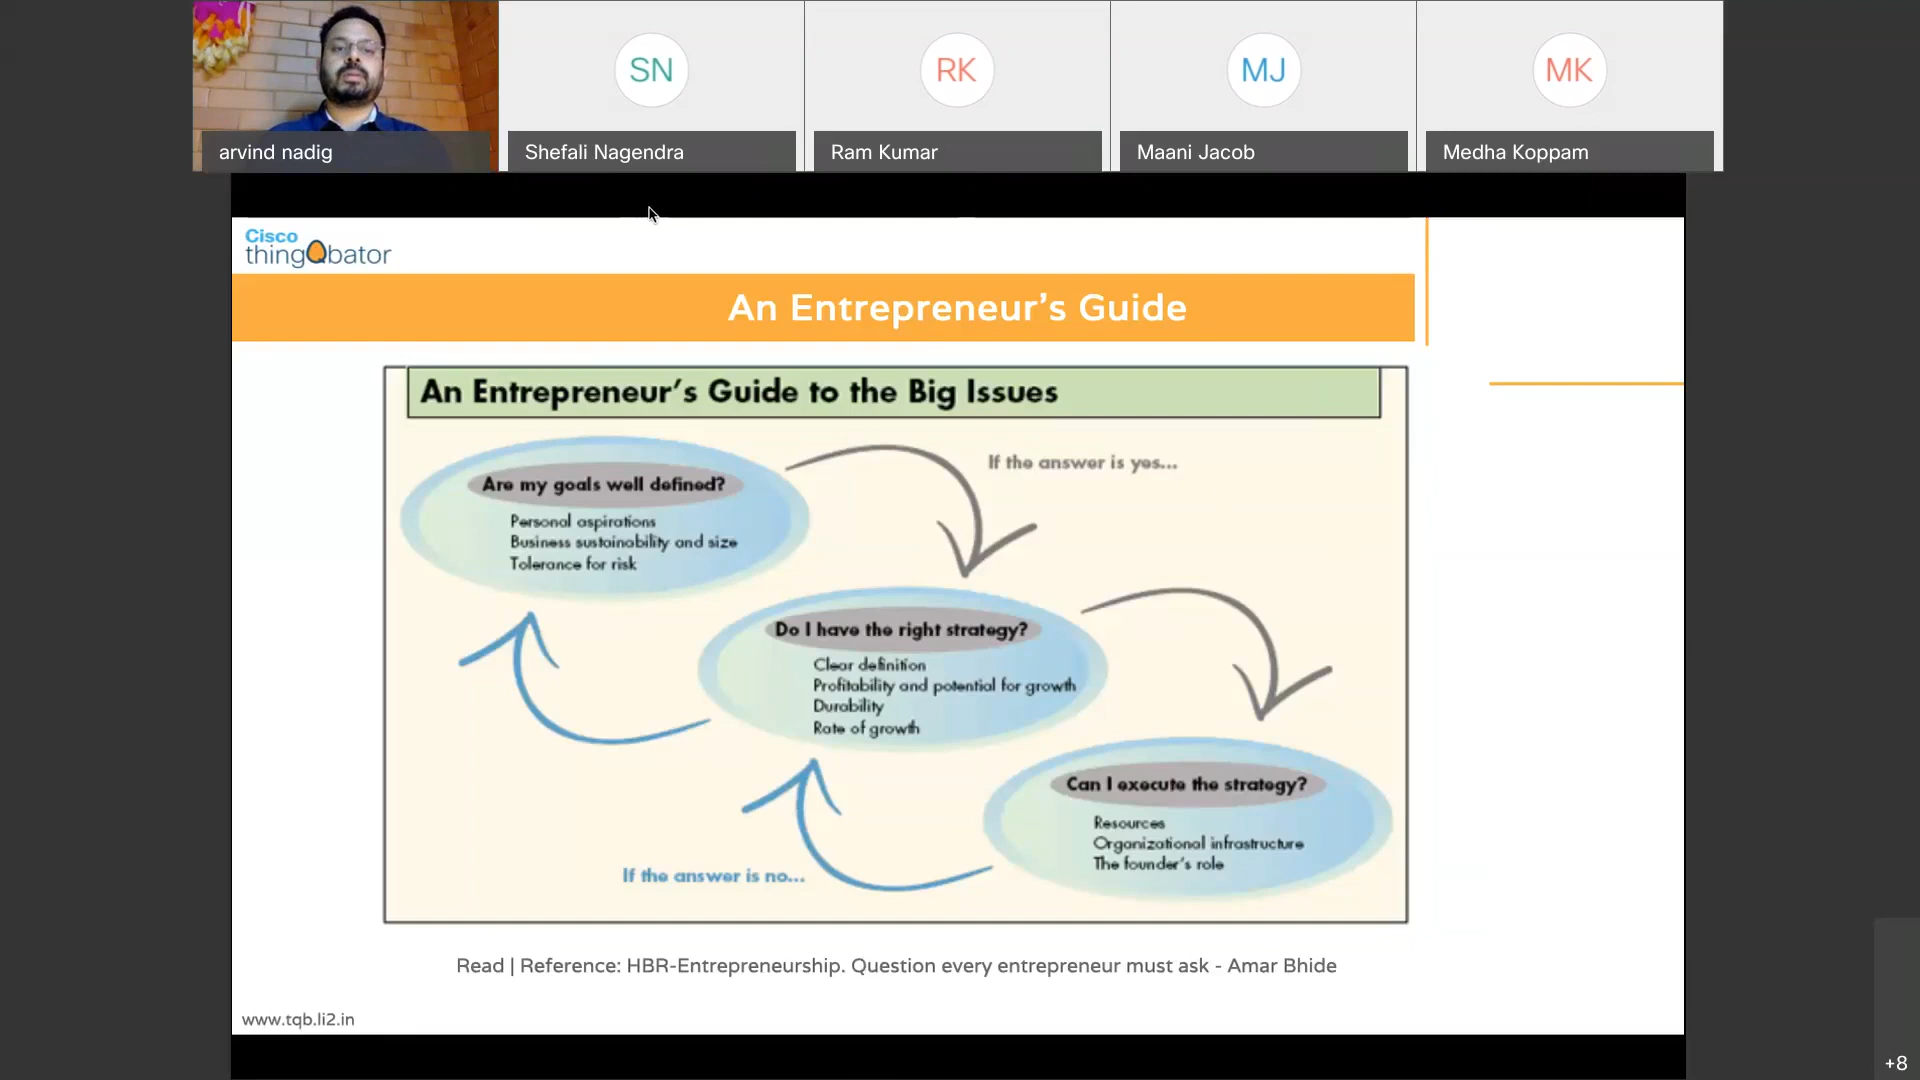 SN
RK
MJ
MK
arvind nadig
Shefali Nagendra
Ram Kumar
Maani Jacob
Medha Koppam
Cisco
thingQbator
An Entrepreneur's Guide
An Entrepreneur's Guide to the Big Issues
If the answer is yes...
Are my goals well defined?
Personal aspirations
Business sustainability and size
Tolerance for risk
Do I have the right strategy?
Clear definition
Profitability and potential for growth
Durability
Rate of growth
Can I execute the strategy?
Resources
Organizational infrastructure
The founder's role
If the answer is no...
Read | Reference: HBR-Entrepreneurship. Question every entrepreneur must ask - Amar Bhide
www.tqb.li2.in
+8